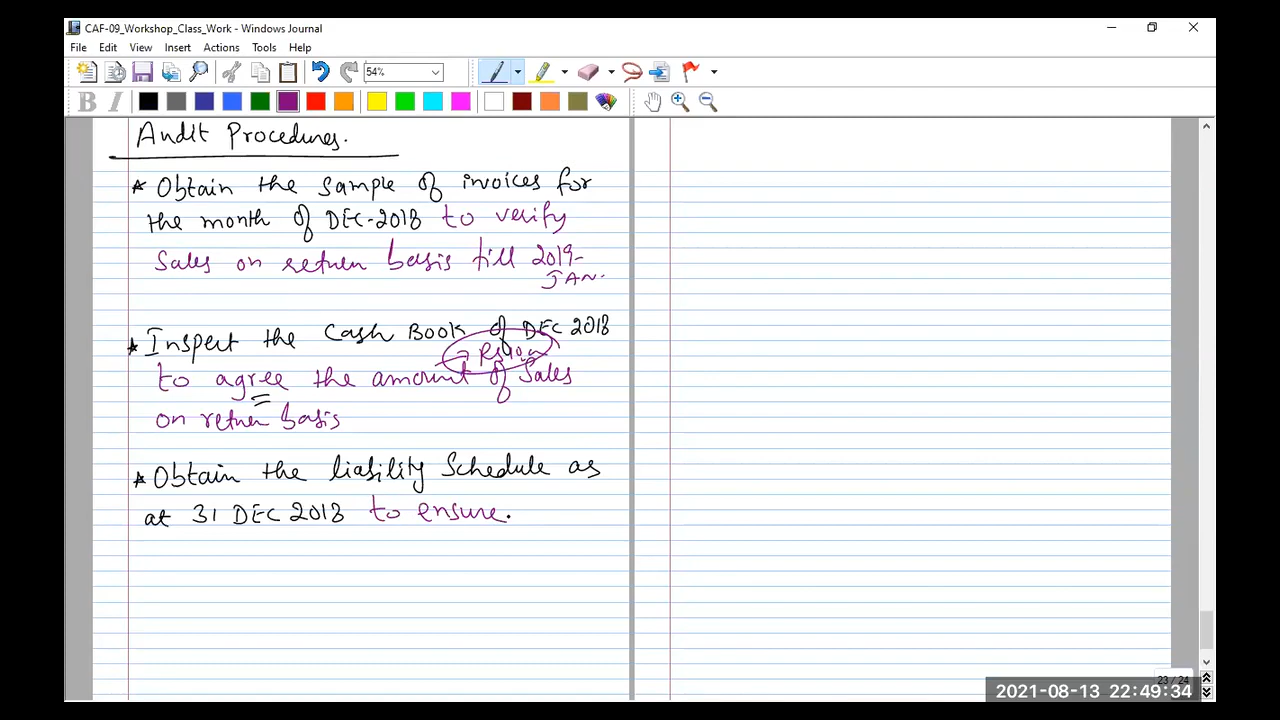 CAF-09_Workshop_Class_Work - Windows Journal
File Edit View Insert Actions Tools Help
54%
B I
Audit Procedures.
* Obtain the sample of invoices for
the month of DEC-2018 to verify
Sales on return basis till 2019-
JAN.
* Inspect the Cash Book of DEC 2018
to agree the amount of Sales
on return basis
* Obtain the liability Schedule as
at 31 DEC 2018 to ensure.
23 / 24
2021-08-13 22:49:34